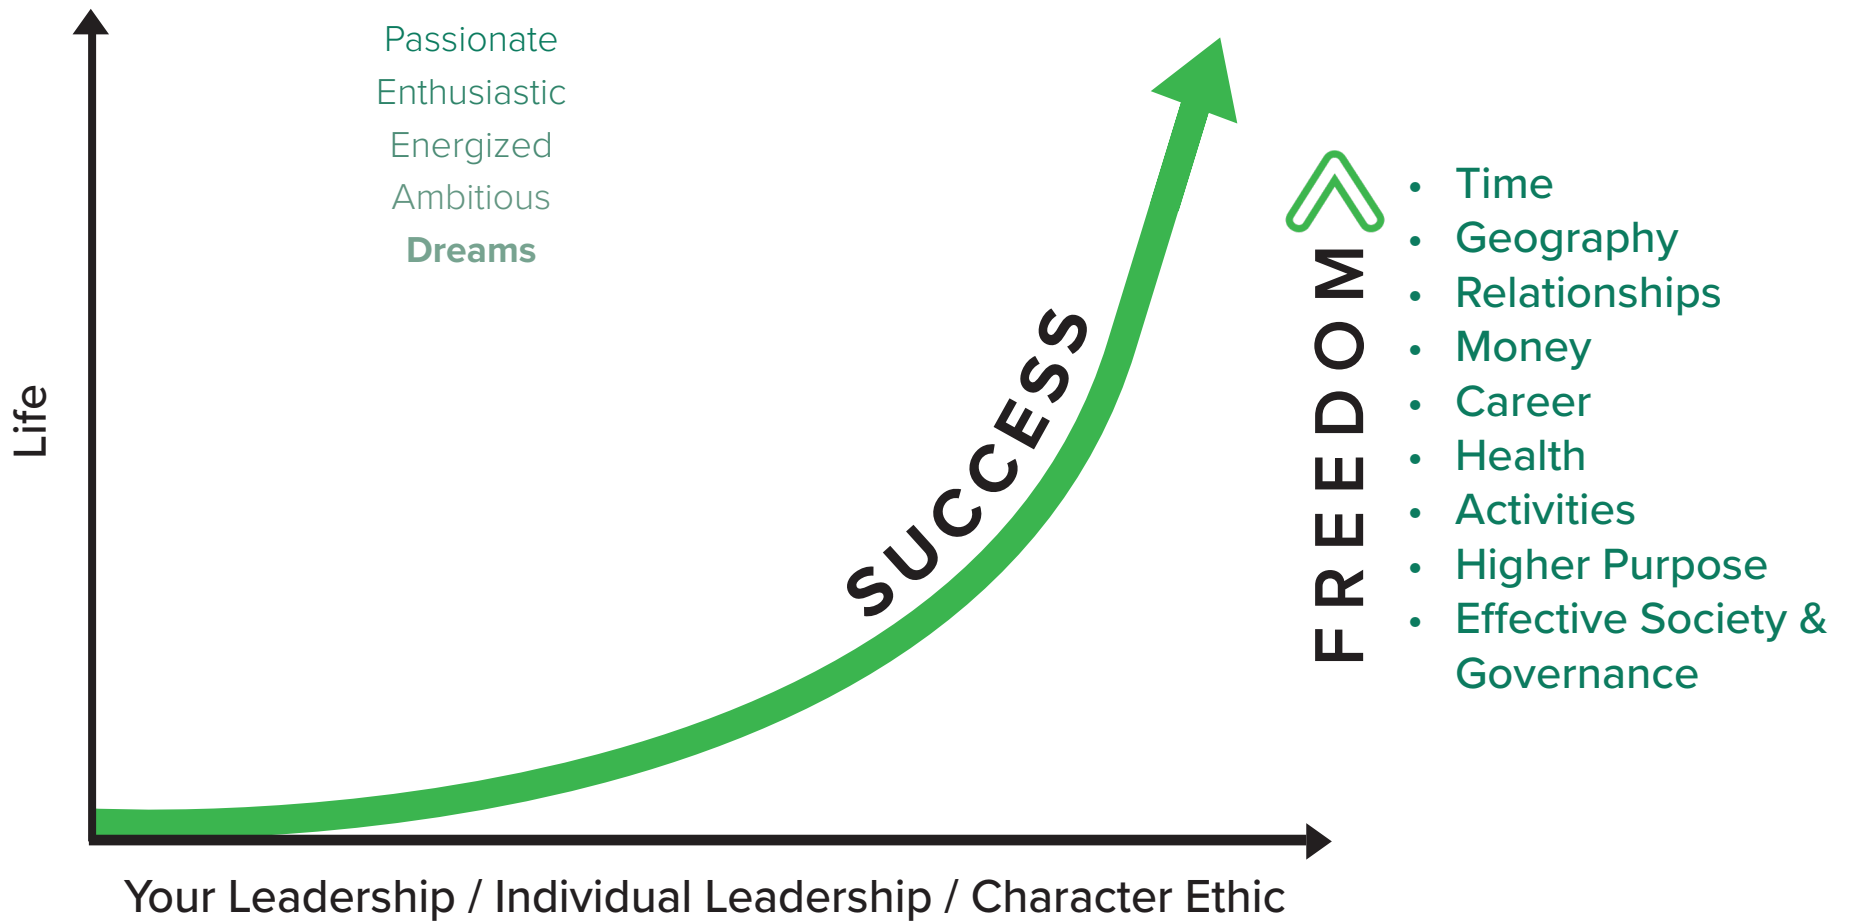 Passionate
Enthusiastic
Energized
Ambitious
Dreams
Life
SUCCESS
FREEDOM
• Time
• Geography
• Relationships
• Money
• Career
• Health
• Activities
• Higher Purpose
• Effective Society &
Governance
Your Leadership / Individual Leadership / Character Ethic